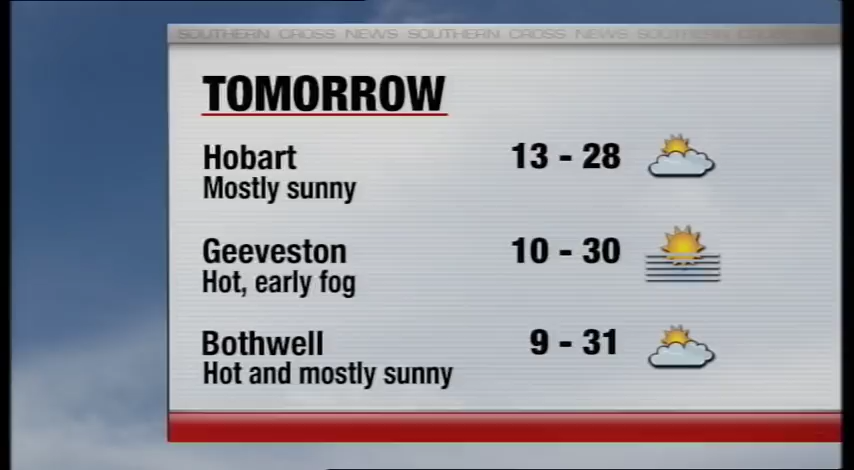 SOUTHERN CROSS NEWS SOUTHERN CROSS NEWS SOUTHERN CROSS
TOMORROW
Hobart 13 - 28
Mostly sunny
Geeveston 10 - 30
Hot, early fog
Bothwell 9 - 31
Hot and mostly sunny